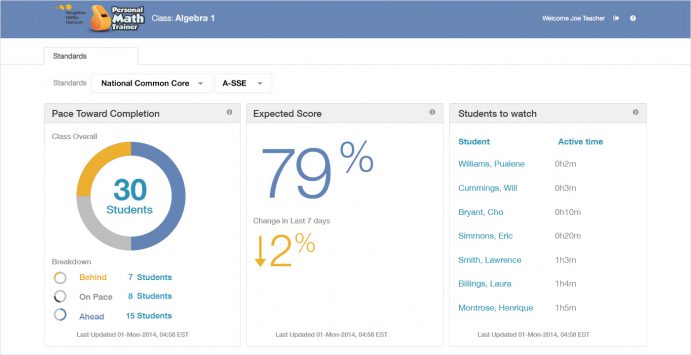 Houghton
Mifflin
Harcourt
Personal
Math
Trainer
Class: Algebra 1
Welcome Joe Teacher
Standards
Standards National Common Core A-SSE
Pace Toward Completion
Class Overall
30
Students
Breakdown
Behind 7 Students
On Pace 8 Students
Ahead 15 Students
Last Updated 01-Mon-2014, 04:58 EST
Expected Score
79%
Change in Last 7 days
↓2%
Last Updated 01-Mon-2014, 04:58 EST
Students to watch
Student Active time
Williams, Pualene 0h2m
Cummings, Will 0h3m
Bryant, Cho 0h10m
Simmons, Eric 0h20m
Smith, Lawrence 1h3m
Billings, Laura 1h4m
Montrose, Henrique 1h5m
Last Updated 01-Mon-2014, 04:58 EST